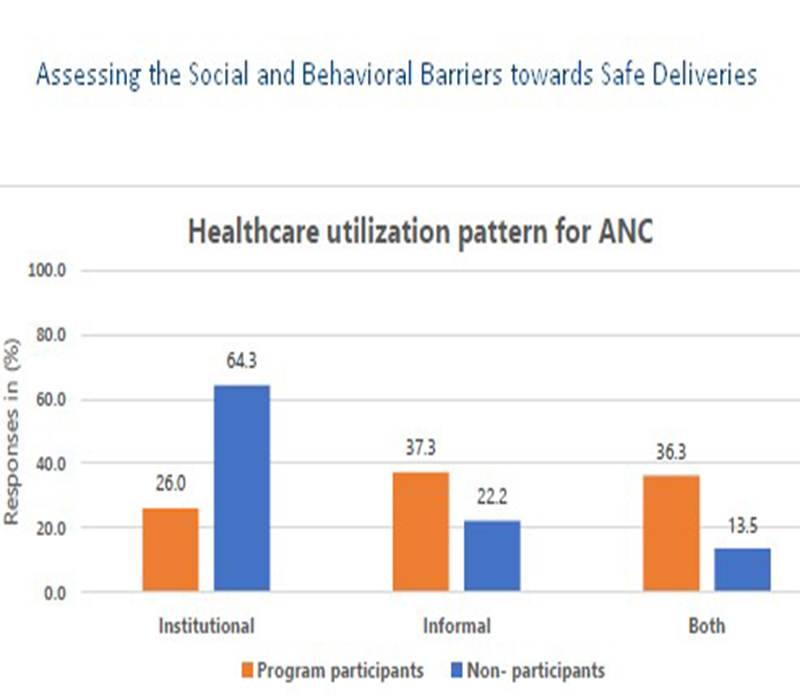 Assessing the Social and Behavioral Barriers towards Safe Deliveries
Healthcare utilization pattern for ANC
Responses in (%)
100.0
80.0
60.0
40.0
20.0
0.0
26.0
64.3
37.3
22.2
36.3
13.5
Institutional
Informal
Both
Program participants
Non- participants